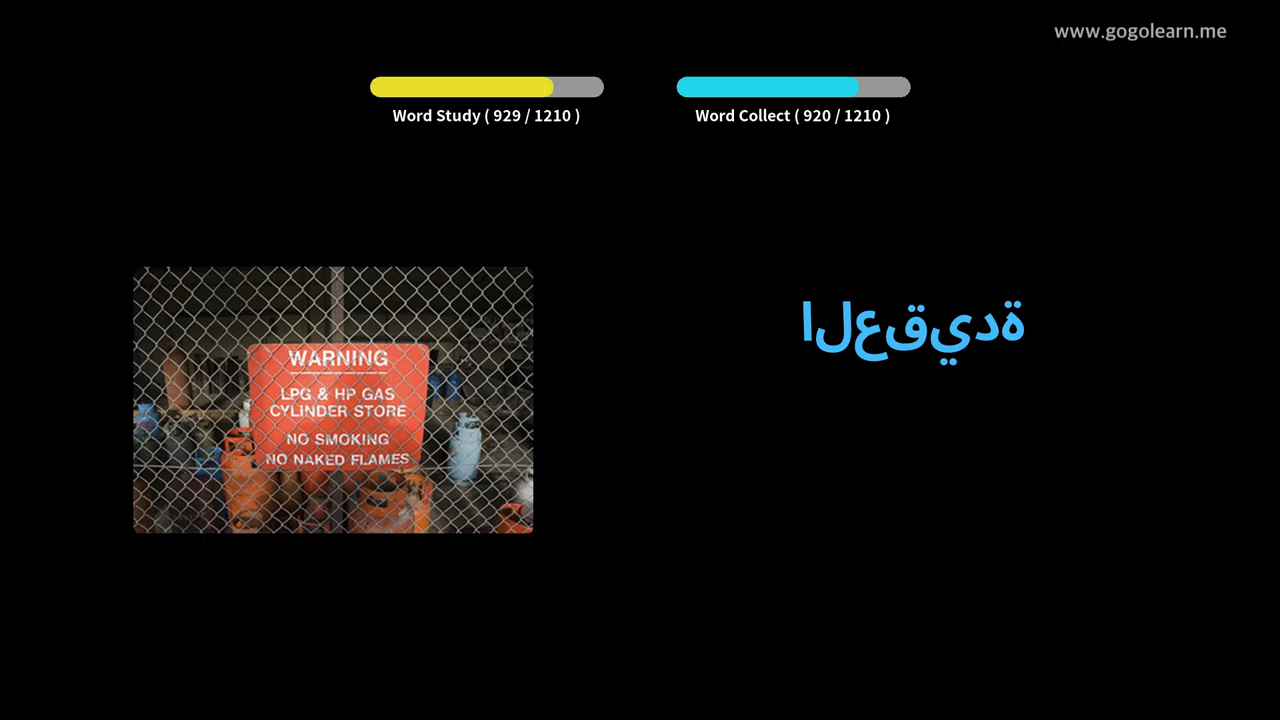 www.gogolearn.me
Word Study ( 929 / 1210 )
Word Collect ( 920 / 1210 )
العقيدة
WARNING
LPG & HP GAS
CYLINDER STORE
NO SMOKING
NO NAKED FLAMES